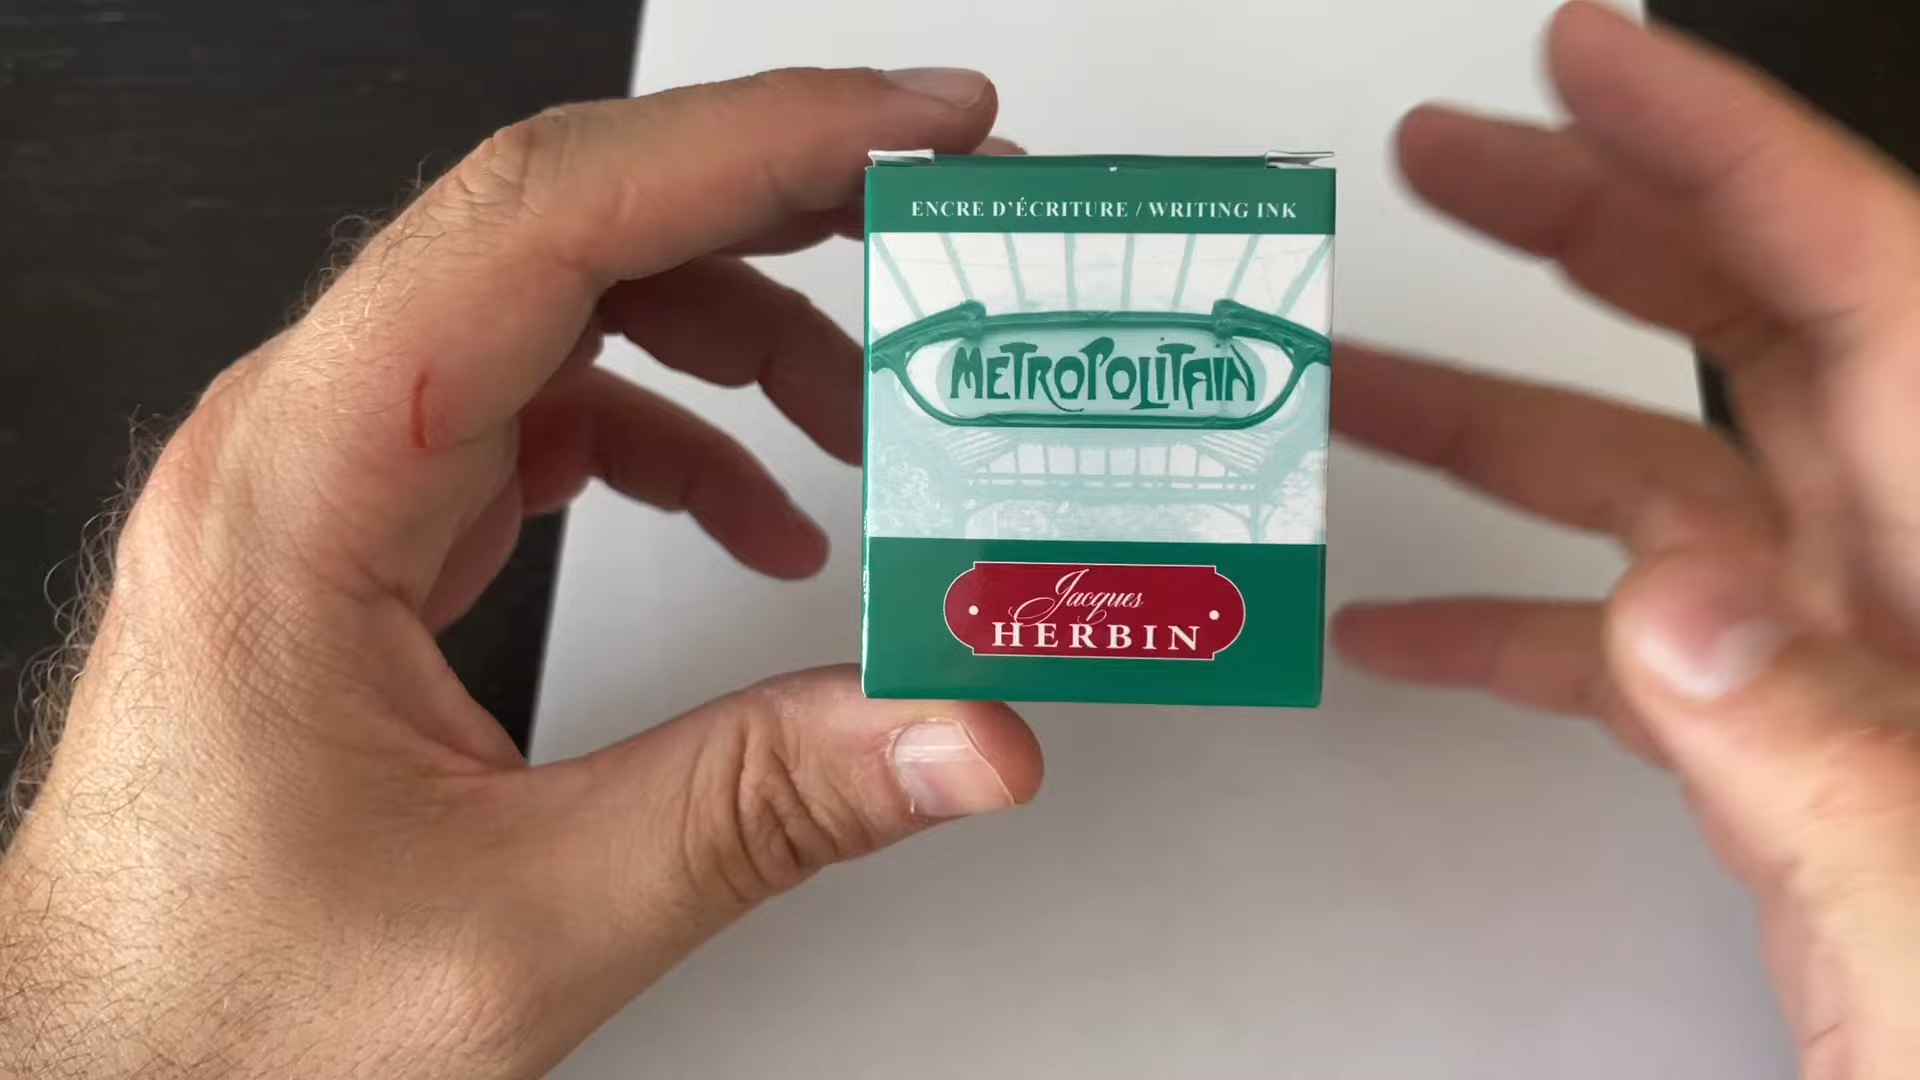 ENCRE D'ÉCRITURE / WRITING INK
METROPOLITAIN
Jacques
HERBIN